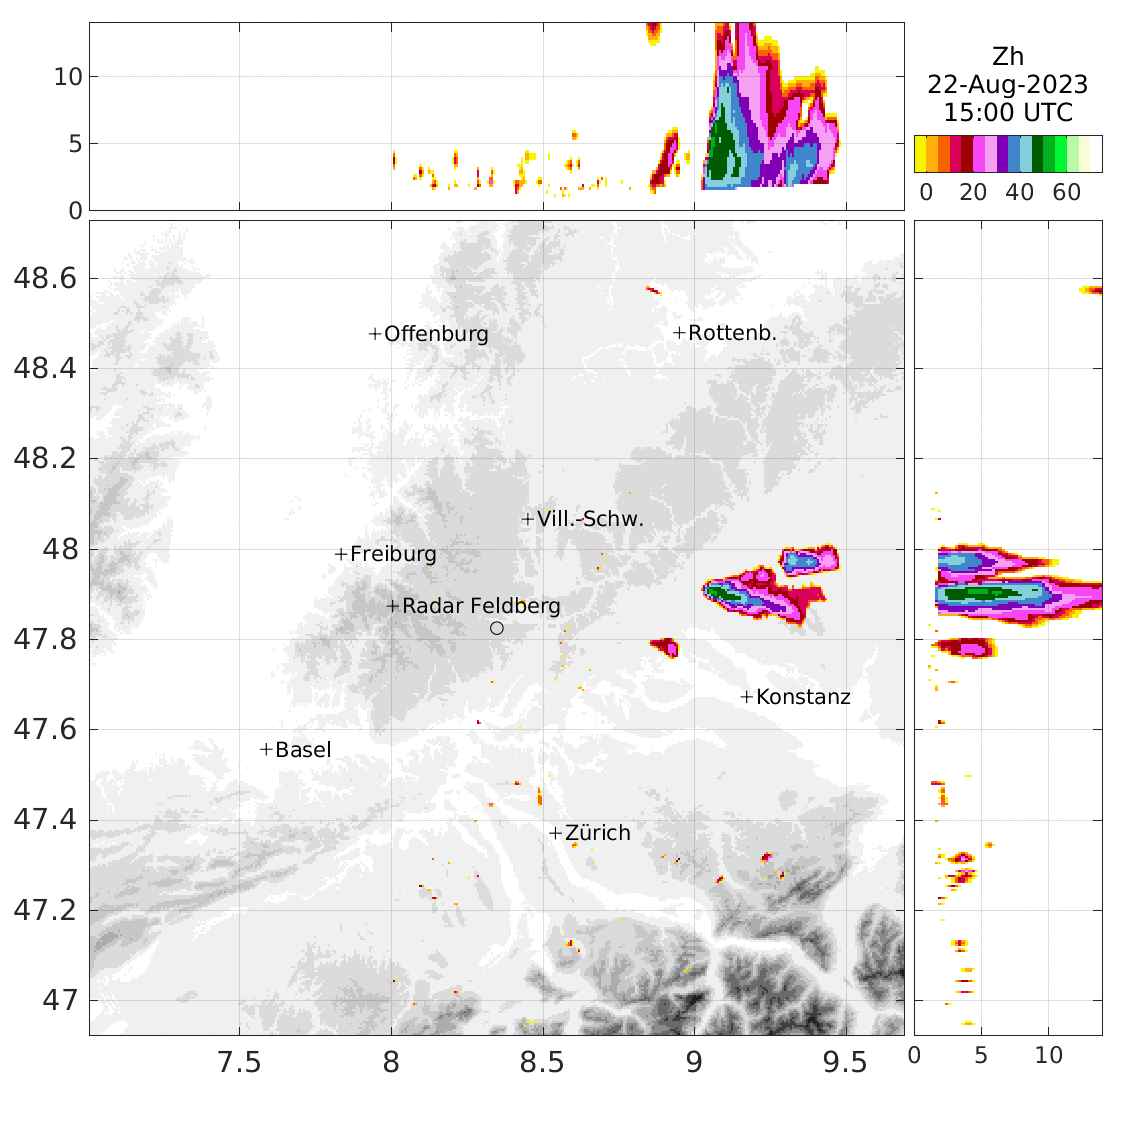 10
5
0
Zh
22-Aug-2023
15:00 UTC
0 20 40 60
48.6
48.4
48.2
48
47.8
47.6
47.4
47.2
47
+Offenburg
+Rottenb.
+Vill.-Schw.
+Freiburg
+Radar Feldberg
+Konstanz
+Basel
+Zürich
7.5 8 8.5 9 9.5
0 5 10